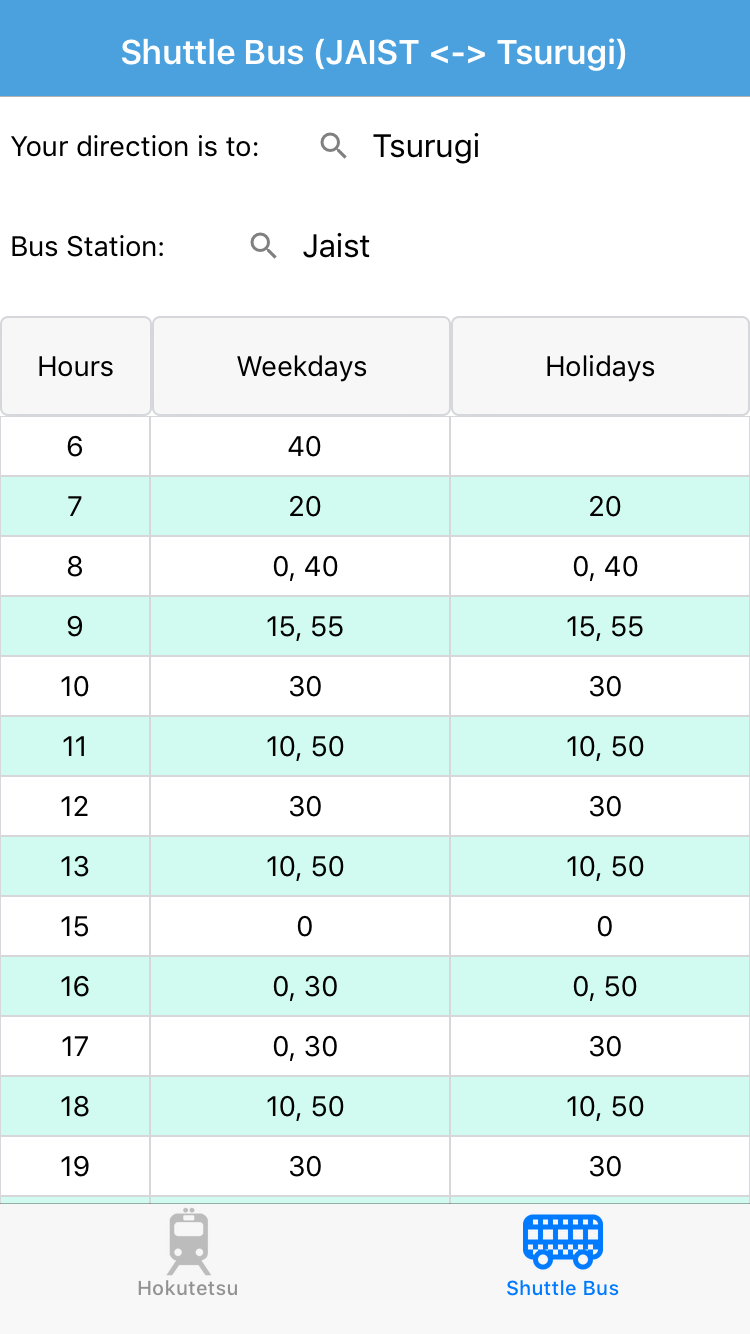 Shuttle Bus (JAIST <-> Tsurugi)
Your direction is to: Tsurugi
Bus Station: Jaist
Hours Weekdays Holidays
6 40
7 20 20
8 0, 40 0, 40
9 15, 55 15, 55
10 30 30
11 10, 50 10, 50
12 30 30
13 10, 50 10, 50
15 0 0
16 0, 30 0, 50
17 0, 30 30
18 10, 50 10, 50
19 30 30
Hokutetsu Shuttle Bus